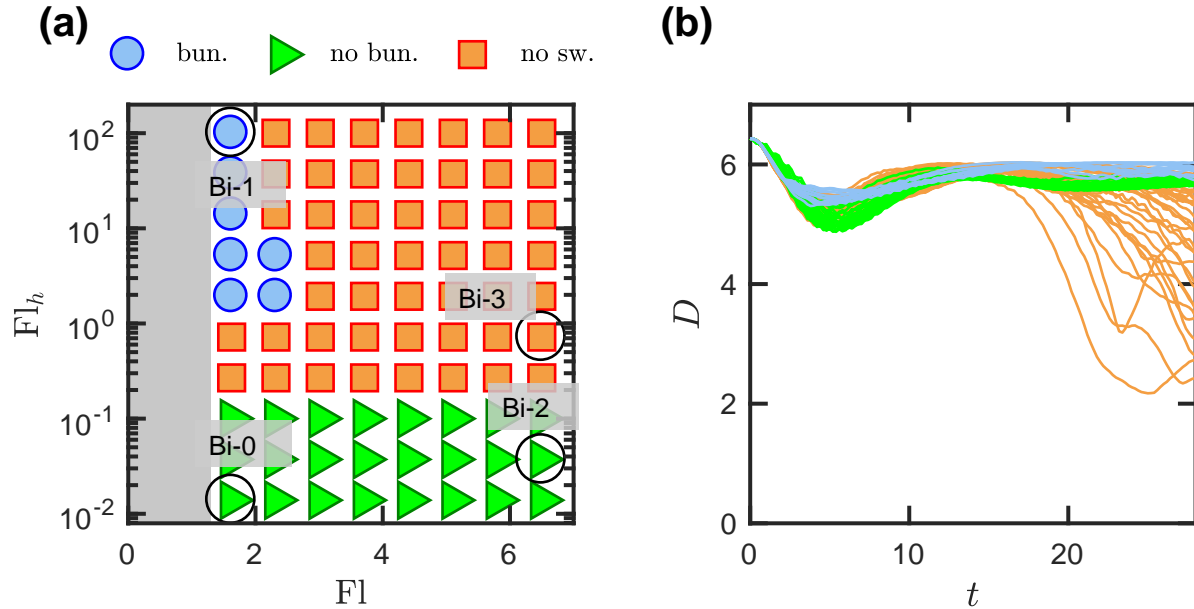 (a)
bun. no bun. no sw.
10^2
10^1
10^0
10^-1
10^-2
Fl_h
Bi-1
Bi-3
Bi-2
Bi-0
0 2 4 6
Fl
(b)
6
4
2
0
D
0 10 20
t